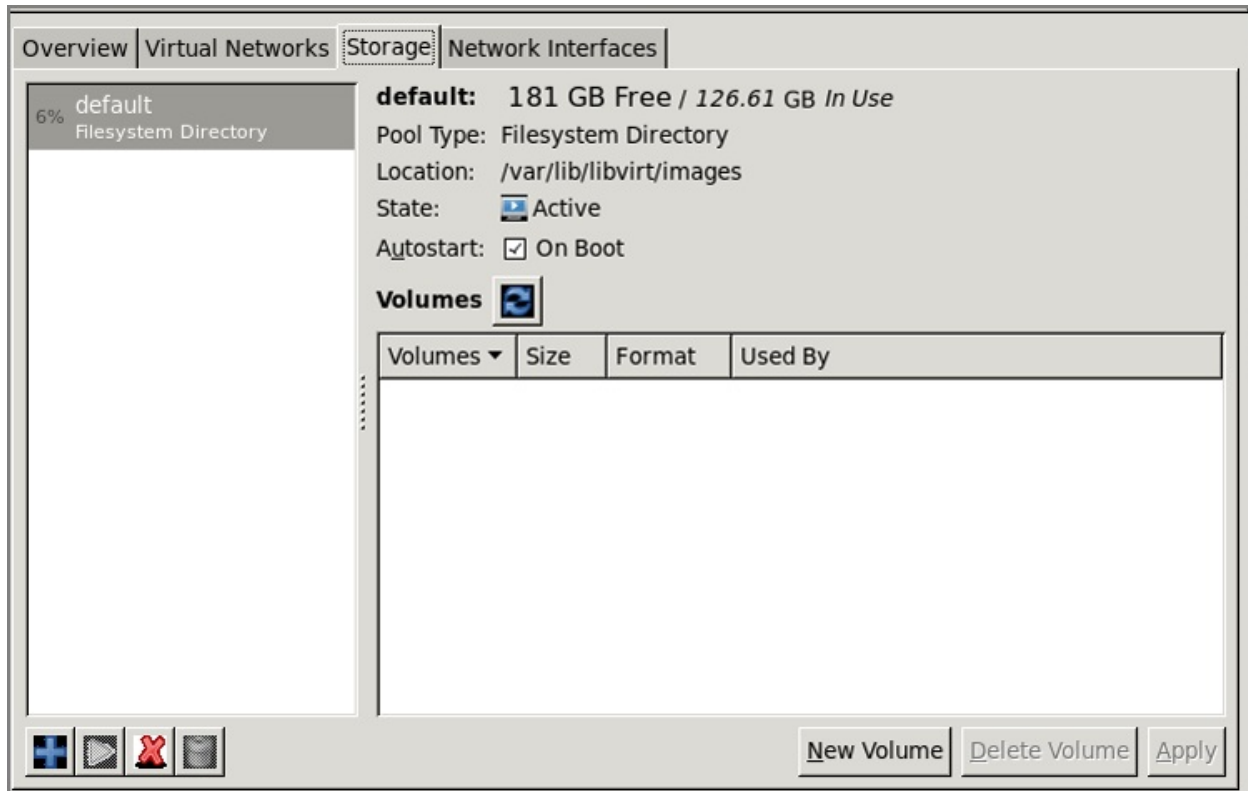 Overview Virtual Networks Storage Network Interfaces
6% default
Filesystem Directory
default: 181 GB Free / 126.61 GB In Use
Pool Type: Filesystem Directory
Location: /var/lib/libvirt/images
State: Active
Autostart: On Boot
Volumes
Volumes Size Format Used By
New Volume Delete Volume Apply